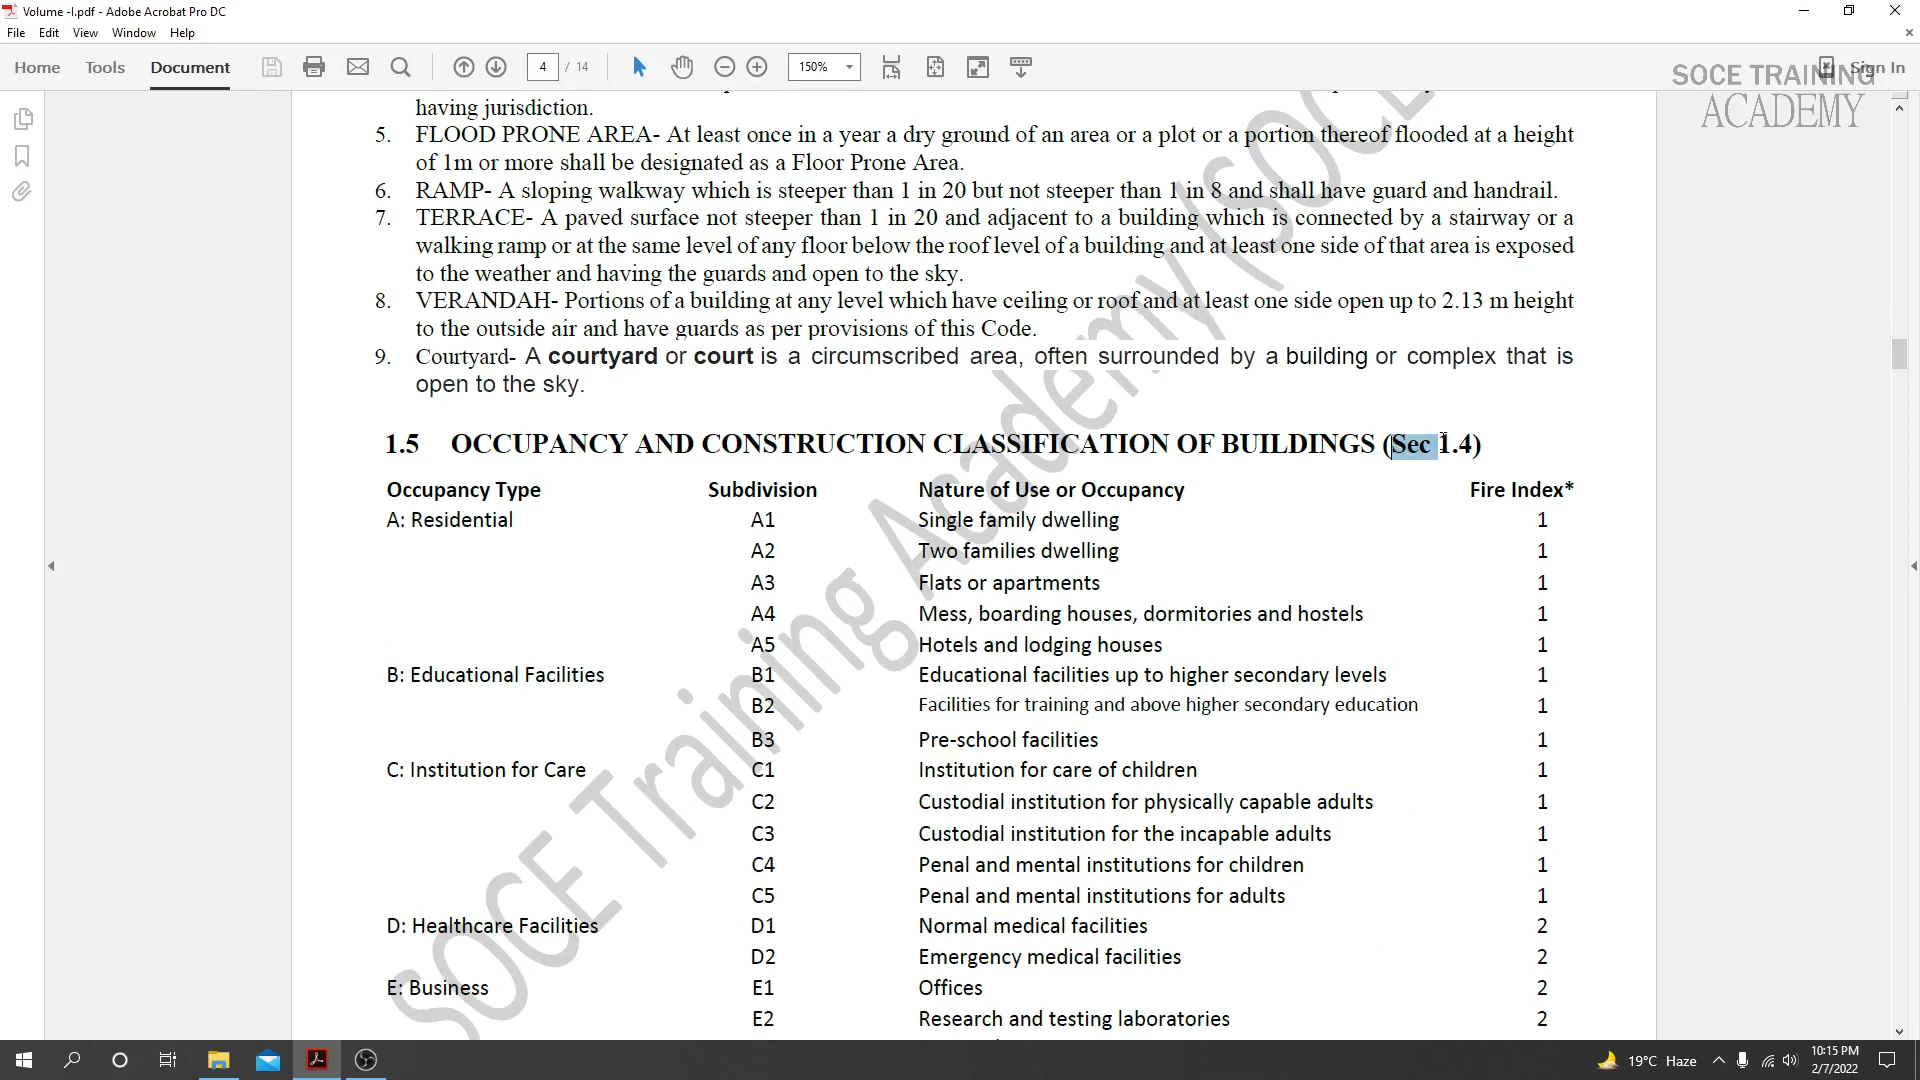 Volume -I.pdf - Adobe Acrobat Pro DC
File Edit View Window Help
Home Tools Document 4 / 14 150% Sign In
SOCE TRAINING
ACADEMY
having jurisdiction.
5. FLOOD PRONE AREA- At least once in a year a dry ground of an area or a plot or a portion thereof flooded at a height
of 1m or more shall be designated as a Floor Prone Area.
6. RAMP- A sloping walkway which is steeper than 1 in 20 but not steeper than 1 in 8 and shall have guard and handrail.
7. TERRACE- A paved surface not steeper than 1 in 20 and adjacent to a building which is connected by a stairway or a
walking ramp or at the same level of any floor below the roof level of a building and at least one side of that area is exposed
to the weather and having the guards and open to the sky.
8. VERANDAH- Portions of a building at any level which have ceiling or roof and at least one side open up to 2.13 m height
to the outside air and have guards as per provisions of this Code.
9. Courtyard- A courtyard or court is a circumscribed area, often surrounded by a building or complex that is
open to the sky.
1.5 OCCUPANCY AND CONSTRUCTION CLASSIFICATION OF BUILDINGS (Sec 1.4)
Occupancy Type Subdivision Nature of Use or Occupancy Fire Index*
A: Residential A1 Single family dwelling 1
A2 Two families dwelling 1
A3 Flats or apartments 1
A4 Mess, boarding houses, dormitories and hostels 1
A5 Hotels and lodging houses 1
B: Educational Facilities B1 Educational facilities up to higher secondary levels 1
B2 Facilities for training and above higher secondary education 1
B3 Pre-school facilities 1
C: Institution for Care C1 Institution for care of children 1
C2 Custodial institution for physically capable adults 1
C3 Custodial institution for the incapable adults 1
C4 Penal and mental institutions for children 1
C5 Penal and mental institutions for adults 1
D: Healthcare Facilities D1 Normal medical facilities 2
D2 Emergency medical facilities 2
E: Business E1 Offices 2
E2 Research and testing laboratories 2
SOCE Training Academy (SOCE
19°C Haze
10:15 PM
2/7/2022